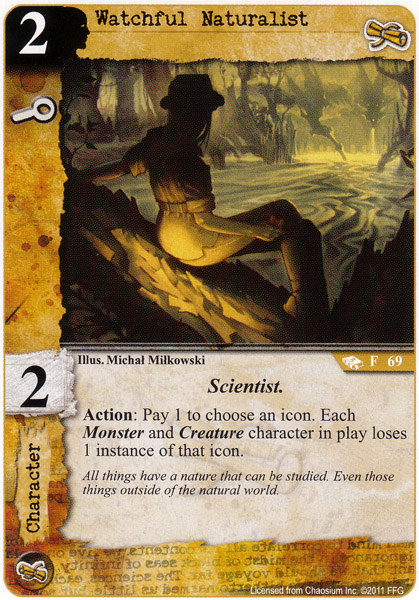 2
Watchful Naturalist
Illus. Michał Miłkowski
F 69
2
Scientist.
Action: Pay 1 to choose an icon. Each
Monster and Creature character in play loses
1 instance of that icon.
All things have a nature that can be studied. Even those
things outside of the natural world.
Character
Licensed from Chaosium Inc. ©2011 FFG